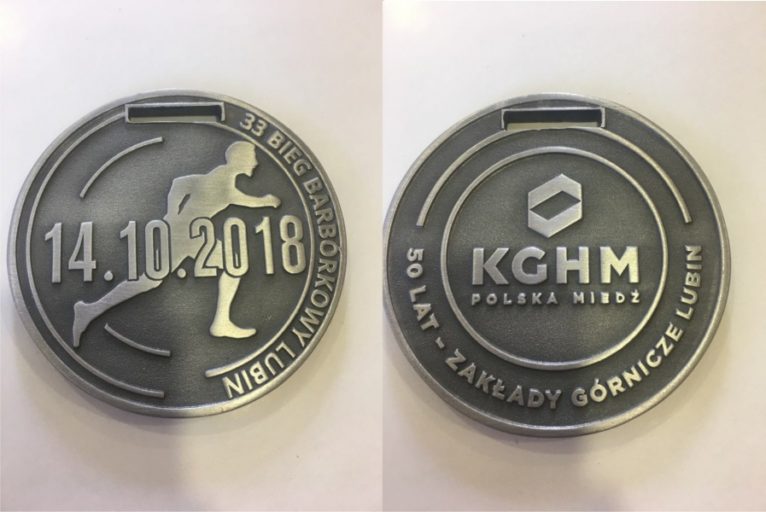 33 BIEG BARBÓRKOWY LUBIN
14.10.2018
KGHM
POLSKA MIEDŹ
50 LAT - ZAKŁADY GÓRNICZE LUBIN